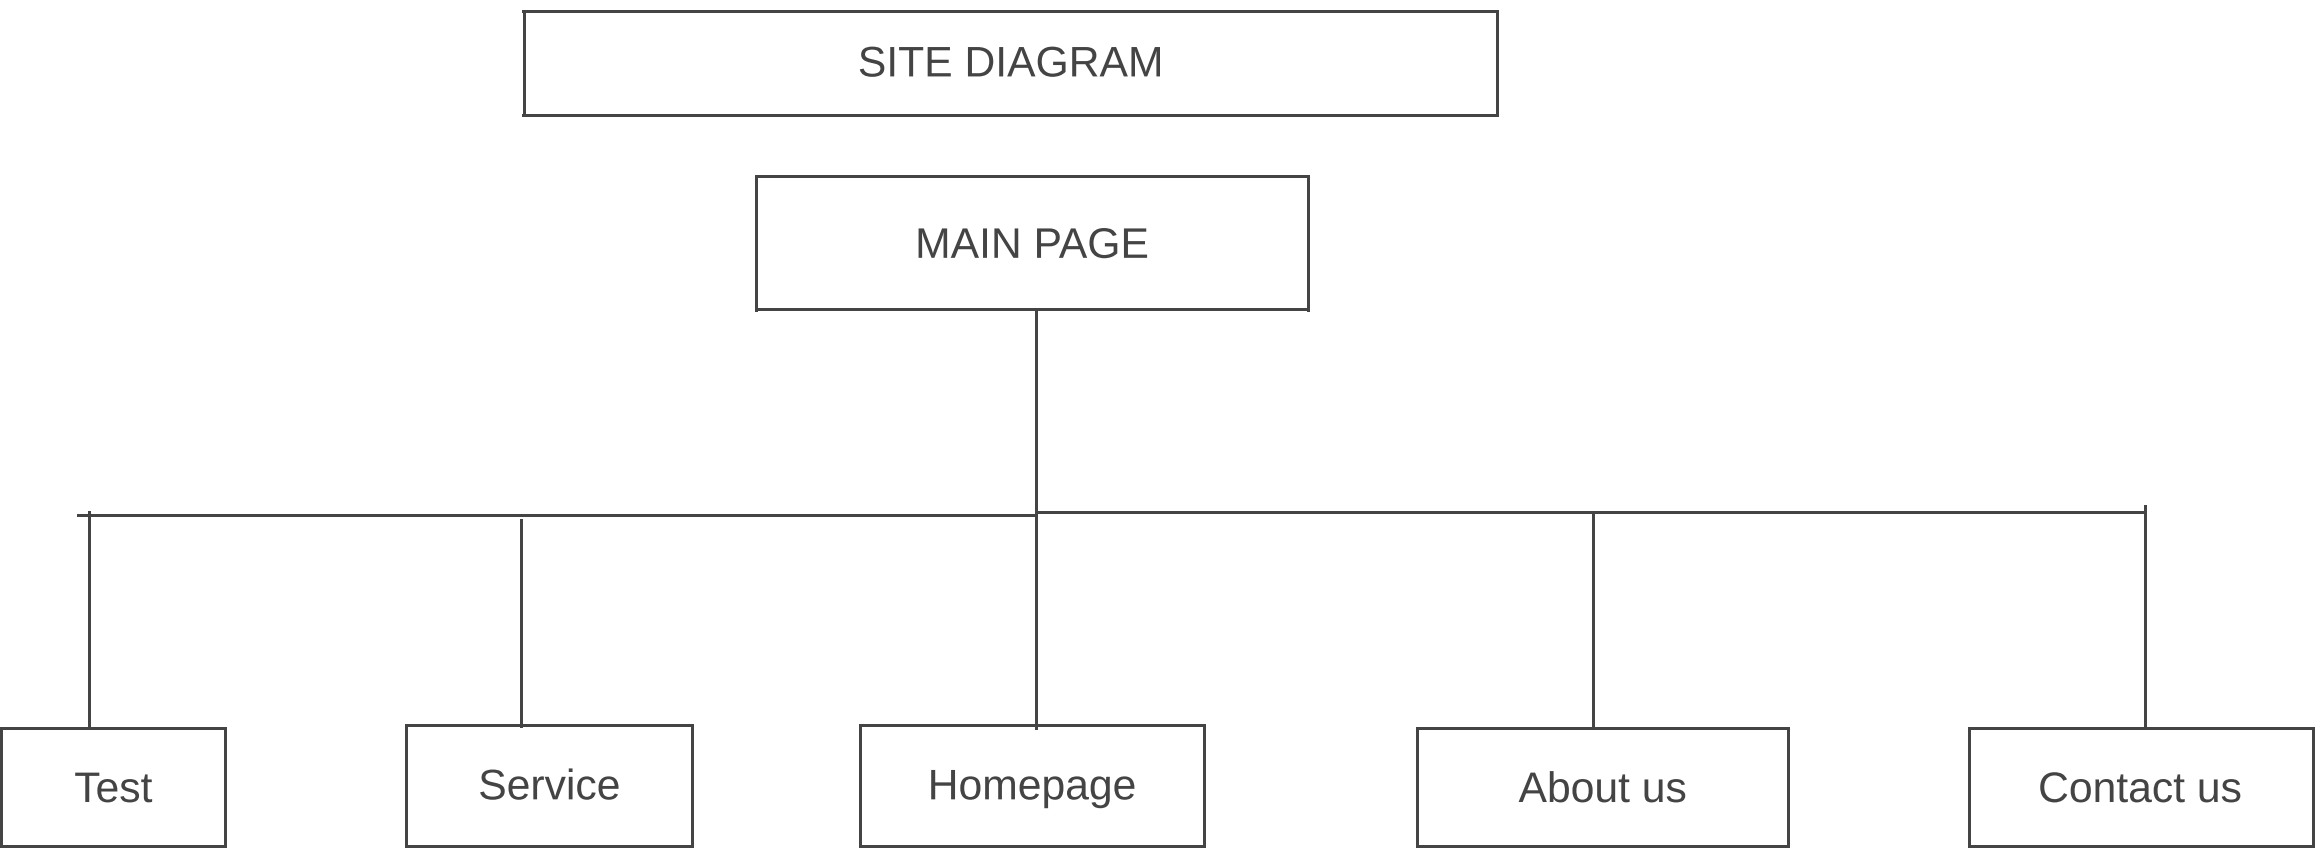 SITE DIAGRAM
MAIN PAGE
Test
Service
Homepage
About us
Contact us